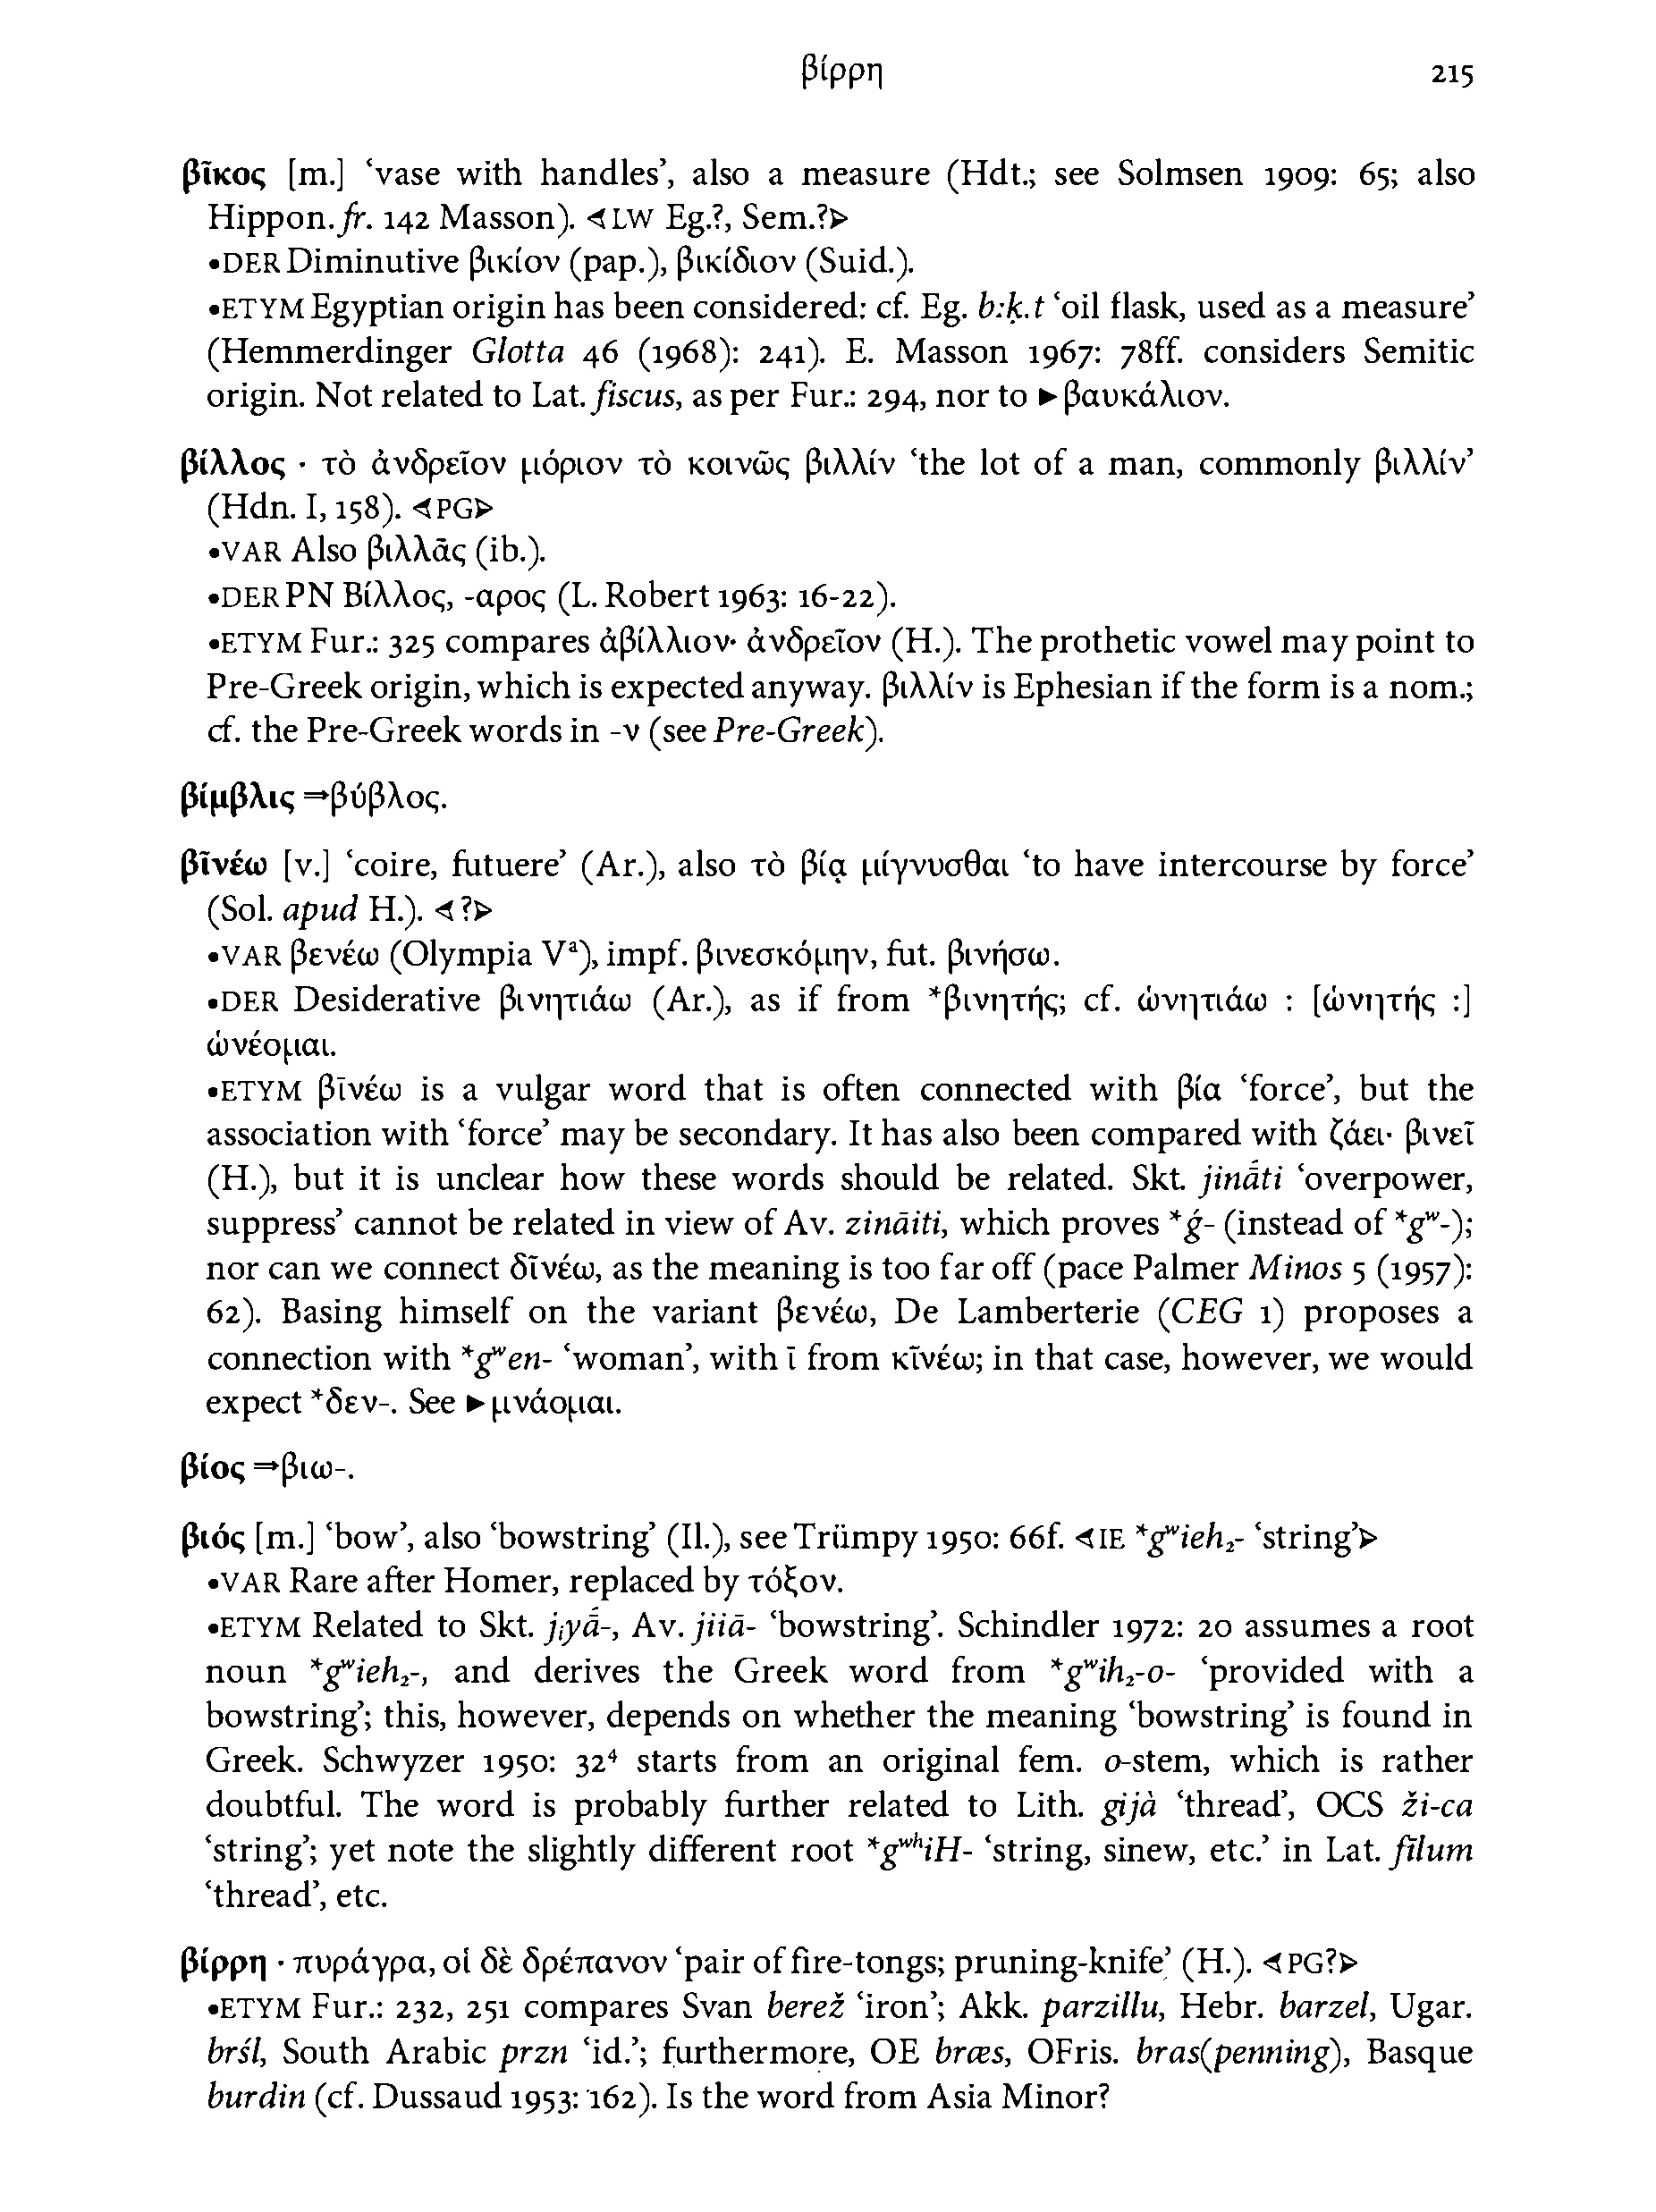 βίρρη 215
βῖκος [m.] ‘vase with handles’, also a measure (Hdt.; see Solmsen 1909: 65; also
Hippon. fr. 142 Masson). ⊲LW Eg.?, Sem.?⊳
•DER Diminutive βικίον (pap.), βικίδιον (Suid.).
•ETYM Egyptian origin has been considered: cf. Eg. b:ḳ.t ‘oil flask, used as a measure’
(Hemmerdinger Glotta 46 (1968): 241). E. Masson 1967: 78ff. considers Semitic
origin. Not related to Lat. fiscus, as per Fur.: 294, nor to ►βαυκάλιον.
βίλλος · τὸ ἀνδρεῖον μόριον τὸ κοινῶς βιλλίν ‘the lot of a man, commonly βιλλίν’
(Hdn. I, 158). ⊲PG⊳
•VAR Also βιλλᾶς (ib.).
•DER PN Βίλλος, -αρος (L. Robert 1963: 16-22).
•ETYM Fur.: 325 compares ἀβίλλιον· ἀνδρεῖον (H.). The prothetic vowel may point to
Pre-Greek origin, which is expected anyway. βιλλίν is Ephesian if the form is a nom.;
cf. the Pre-Greek words in -ν (see Pre-Greek).
βίμβλις ⇒βύβλος.
βῑνέω [v.] ‘coire, futuere’ (Ar.), also τὸ βίᾳ μίγνυσθαι ‘to have intercourse by force’
(Sol. apud H.). ⊲?⊳
•VAR βενέω (Olympia Vᵃ), impf. βινεσκόμην, fut. βινήσω.
•DER Desiderative βινητιάω (Ar.), as if from *βινητής; cf. ὠνητιάω : [ὠνητής :]
ὠνέομαι.
•ETYM βῑνέω is a vulgar word that is often connected with βία ‘force’, but the
association with ‘force’ may be secondary. It has also been compared with ζάει· βινεῖ
(H.), but it is unclear how these words should be related. Skt. jinā́ti ‘overpower,
suppress’ cannot be related in view of Av. zināiti, which proves *ǵ- (instead of *gʷ-);
nor can we connect δῑνέω, as the meaning is too far off (pace Palmer Minos 5 (1957):
62). Basing himself on the variant βενέω, De Lamberterie (CEG 1) proposes a
connection with *gʷen- ‘woman’, with ῑ from κῑνέω; in that case, however, we would
expect *δεν-. See ►μνάομαι.
βίος ⇒βιω-.
βιός [m.] ‘bow’, also ‘bowstring’ (Il.), see Trümpy 1950: 66f. ⊲IE *gʷieh₂- ‘string’⊳
•VAR Rare after Homer, replaced by τόξον.
•ETYM Related to Skt. jᵢyā́-, Av. jiiā- ‘bowstring’. Schindler 1972: 20 assumes a root
noun *gʷieh₂-, and derives the Greek word from *gʷih₂-o- ‘provided with a
bowstring’; this, however, depends on whether the meaning ‘bowstring’ is found in
Greek. Schwyzer 1950: 32⁴ starts from an original fem. o-stem, which is rather
doubtful. The word is probably further related to Lith. gijà ‘thread’, OCS ži-ca
‘string’; yet note the slightly different root *gʷʰiH- ‘string, sinew, etc.’ in Lat. fīlum
‘thread’, etc.
βίρρη · πυράγρα, οἱ δὲ δρέπανον ‘pair of fire-tongs; pruning-knife’ (H.). ⊲PG?⊳
•ETYM Fur.: 232, 251 compares Svan berež ‘iron’; Akk. parzillu, Hebr. barzel, Ugar.
brśl, South Arabic przn ‘id.’; furthermore, OE bræs, OFris. bras(penning), Basque
burdin (cf. Dussaud 1953: 162). Is the word from Asia Minor?